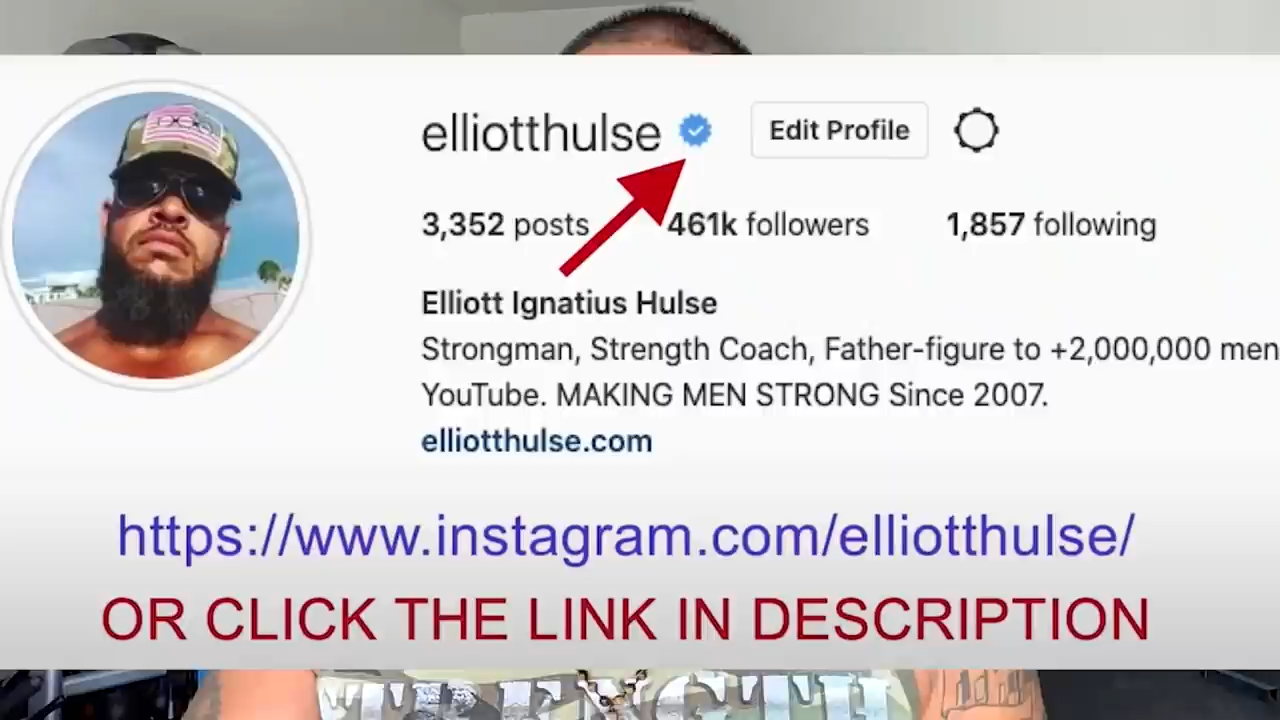 elliotthulse Edit Profile
3,352 posts 461k followers 1,857 following
Elliott Ignatius Hulse
Strongman, Strength Coach, Father-figure to +2,000,000 men
YouTube. MAKING MEN STRONG Since 2007.
elliotthulse.com
https://www.instagram.com/elliotthulse/
OR CLICK THE LINK IN DESCRIPTION